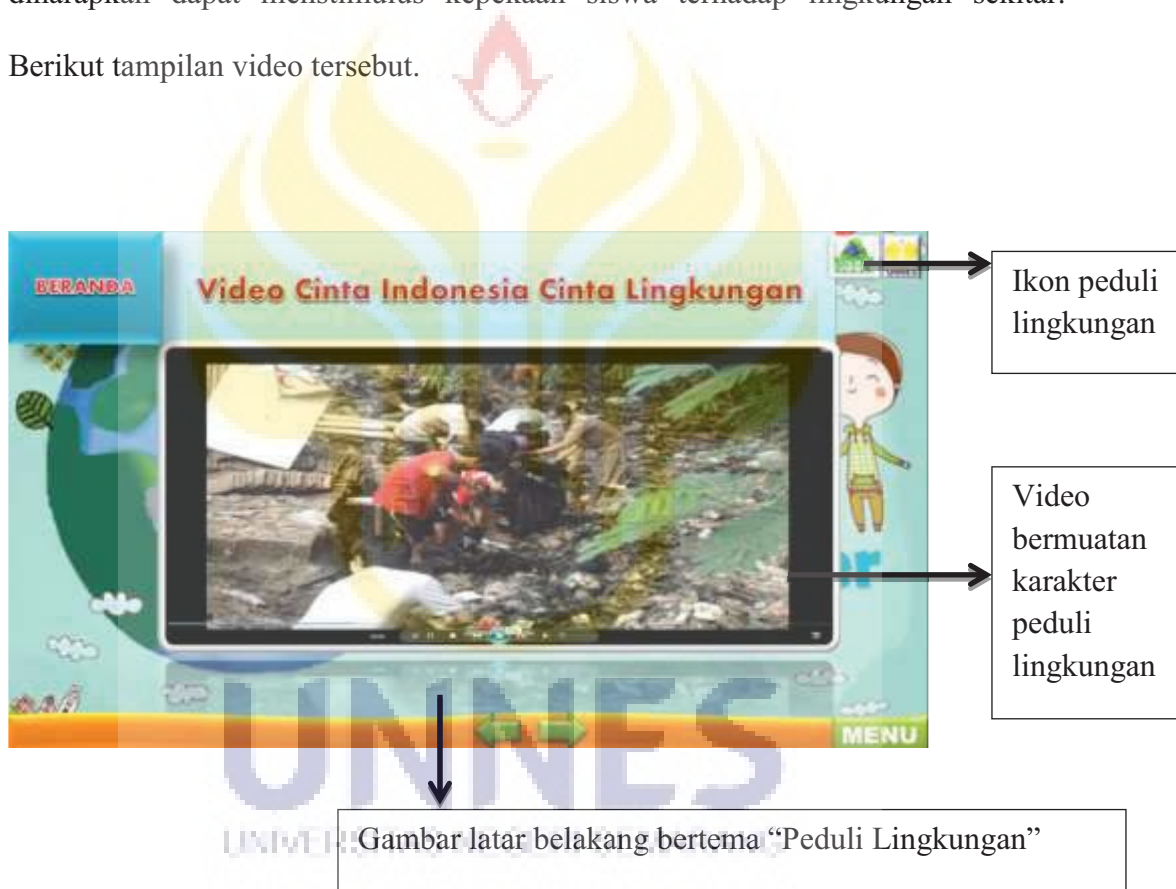 diharapkan dapat menstimulus kepekaan siswa terhadap lingkungan sekitar.
Berikut tampilan video tersebut.
BERANDA
Video Cinta Indonesia Cinta Lingkungan
Ikon peduli
lingkungan
Video
bermuatan
karakter
peduli
lingkungan
MENU
UNNES
Gambar latar belakang bertema “Peduli Lingkungan”